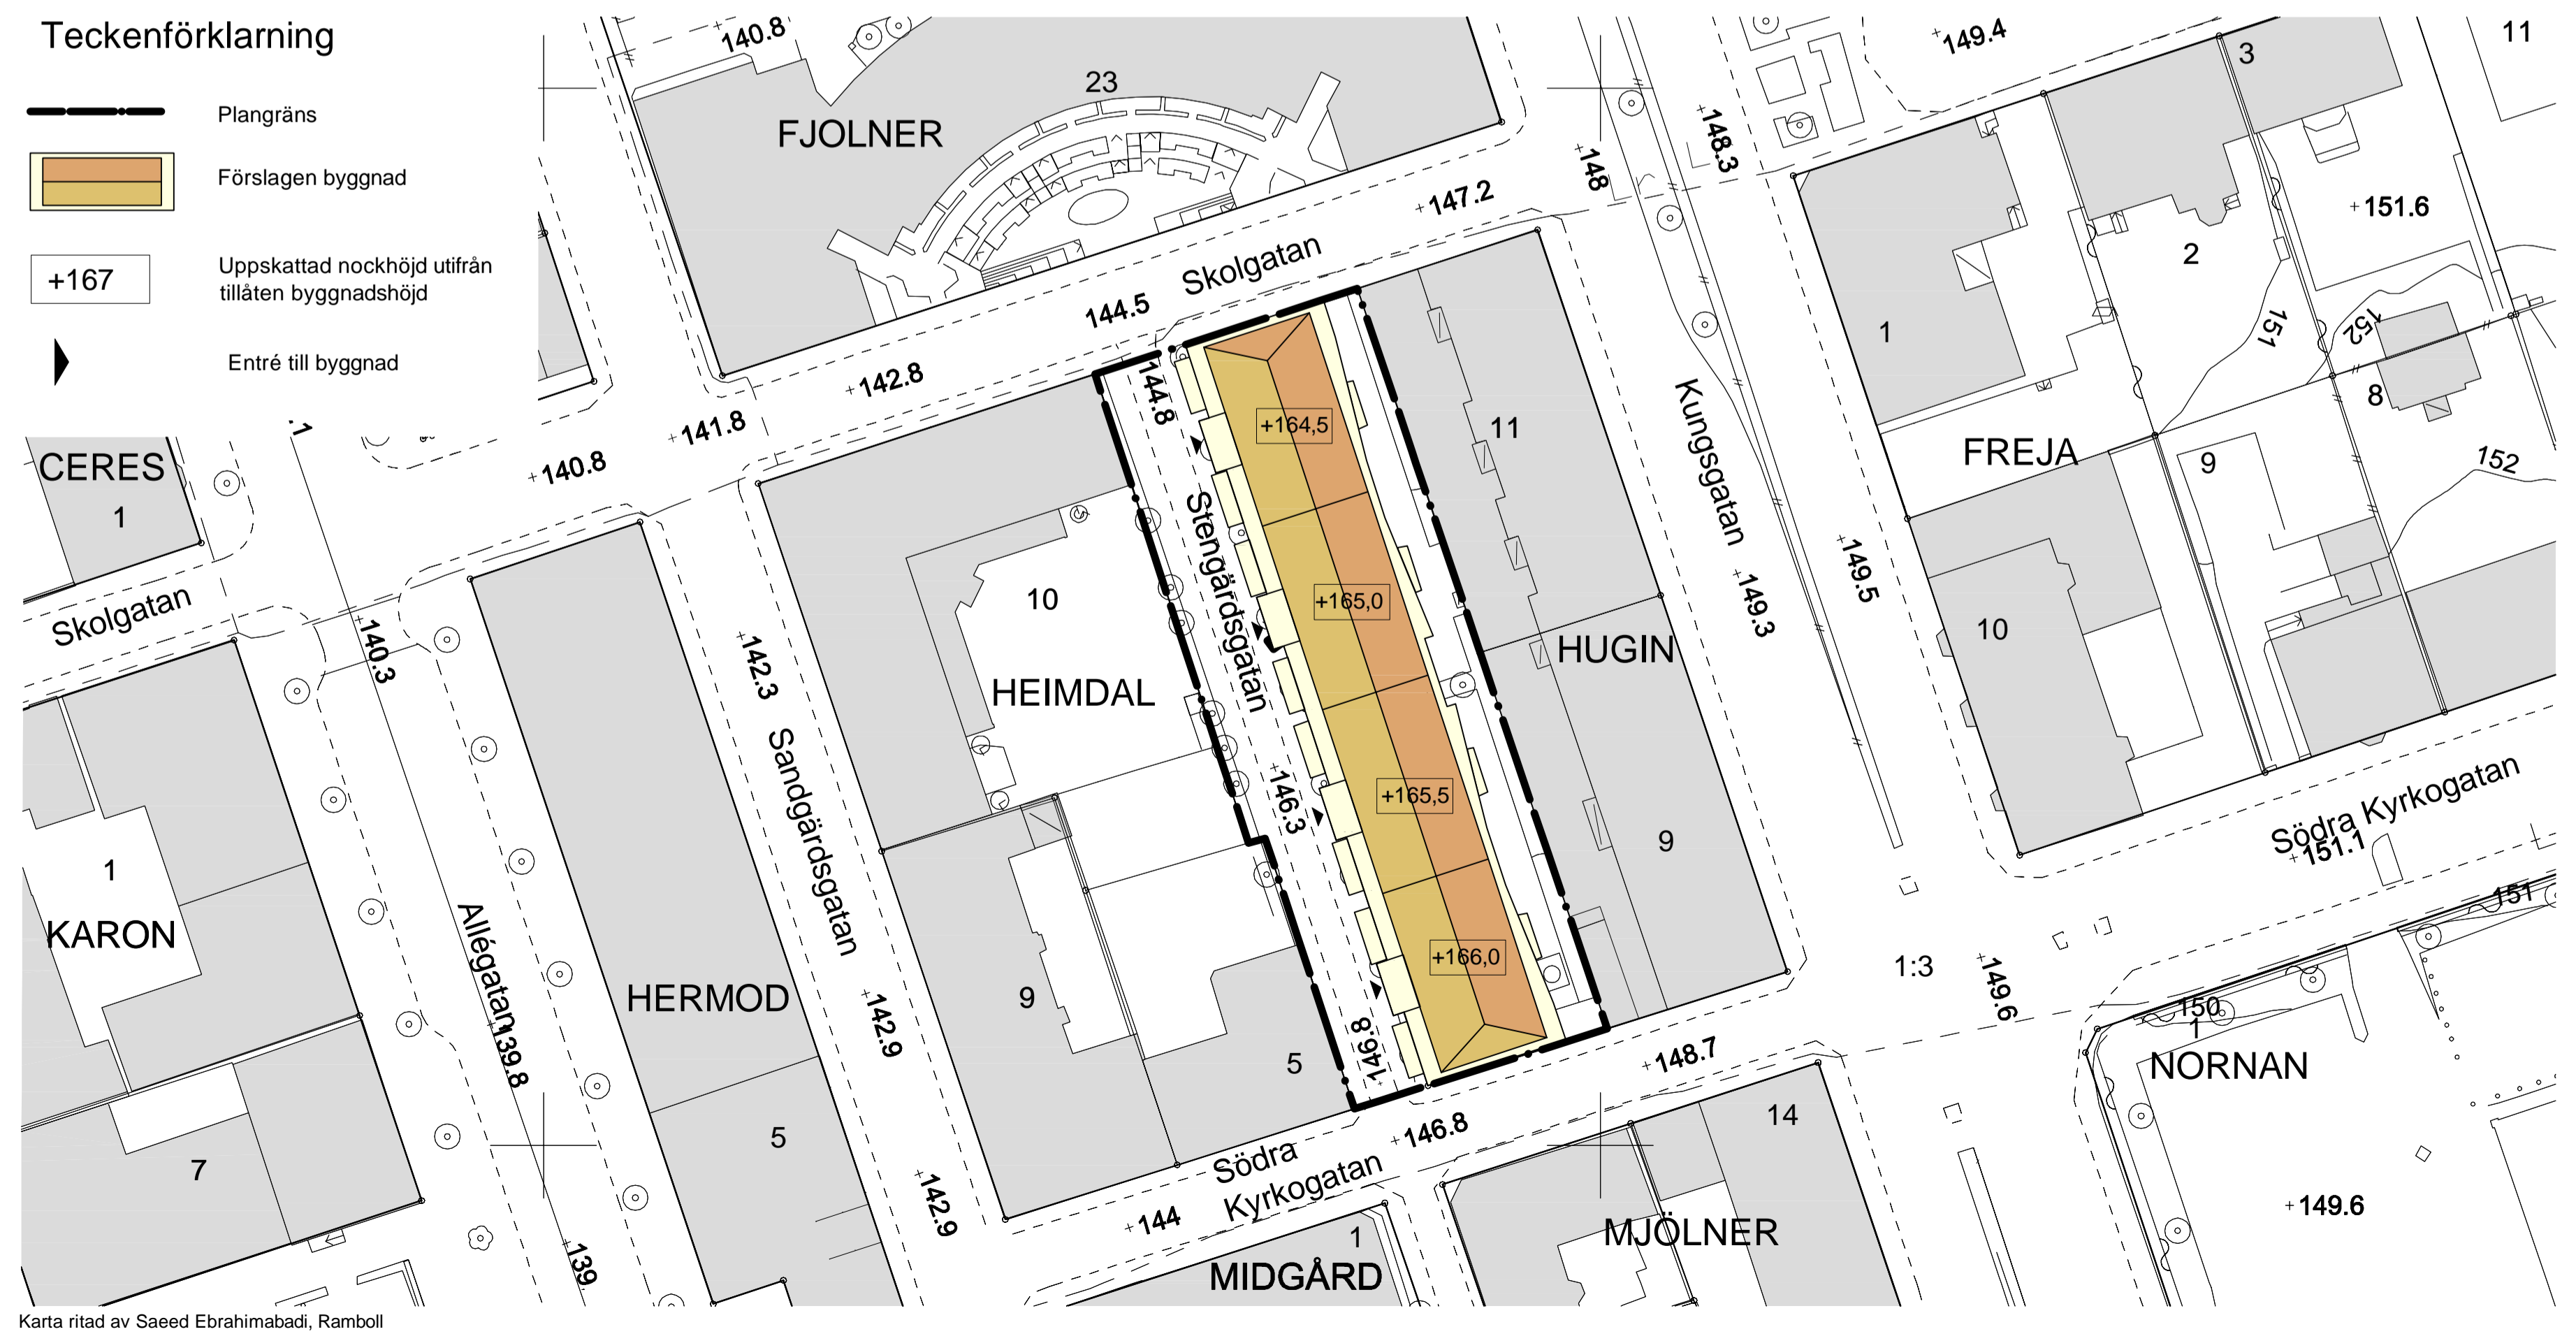 Teckenförklarning
Plangräns
Förslagen byggnad
+167
Uppskattad nockhöjd utifrån
tillåten byggnadshöjd
Entré till byggnad
140.8
23
FJOLNER
149.4
3
11
148.3
148
147.2
151.6
2
Skolgatan
144.5
142.8
144.8
141.8
140.8
1
151
152
8
+164,5
11
Kungsgatan
FREJA
9
152
CERES
1
Stengärdsgatan
149.5
149.3
10
+165,0
10
Skolgatan
140.3
142.3
HEIMDAL
HUGIN
Sandgärdsgatan
146.3
+165,5
9
Södra Kyrkogatan
151.1
1
KARON
151
Allégatan
139.8
HERMOD
9
142.9
+166,0
1:3
149.6
150
1
NORNAN
146.8
5
148.7
5
7
146.8
14
Södra
Kyrkogatan
142.9
144
149.6
1
MJÖLNER
MIDGÅRD
139
Karta ritad av Saeed Ebrahimabadi, Ramboll